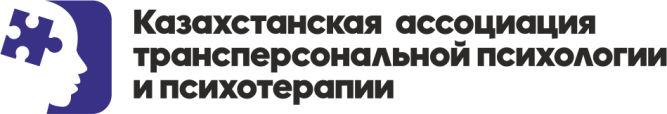 Казахстанская ассоциация
трансперсональной психологии
и психотерапии